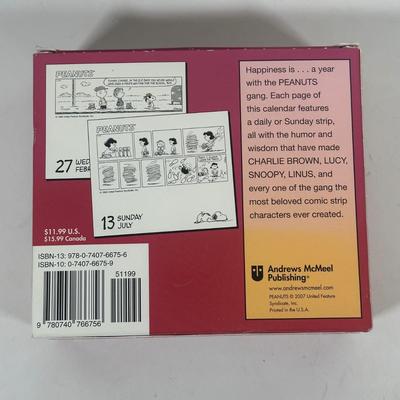 PEANUTS
27 WED
FEBR
PEANUTS
13 SUNDAY
JULY
$11.99 U.S.
$15.99 Canada
ISBN-13: 978-0-7407-6675-6
ISBN-10: 0-7407-6675-9
51199
9 780740 766756
Happiness is . . . a year
with the PEANUTS
gang. Each page of
this calendar features
a daily or Sunday strip,
all with the humor and
wisdom that have made
CHARLIE BROWN, LUCY,
SNOOPY, LINUS, and
every one of the gang the
most beloved comic strip
characters ever created.
Andrews McMeel
Publishing®
www.andrewsmcmeel.com
PEANUTS © 2007 United Feature
Syndicate, Inc.
Printed in the U.S.A.